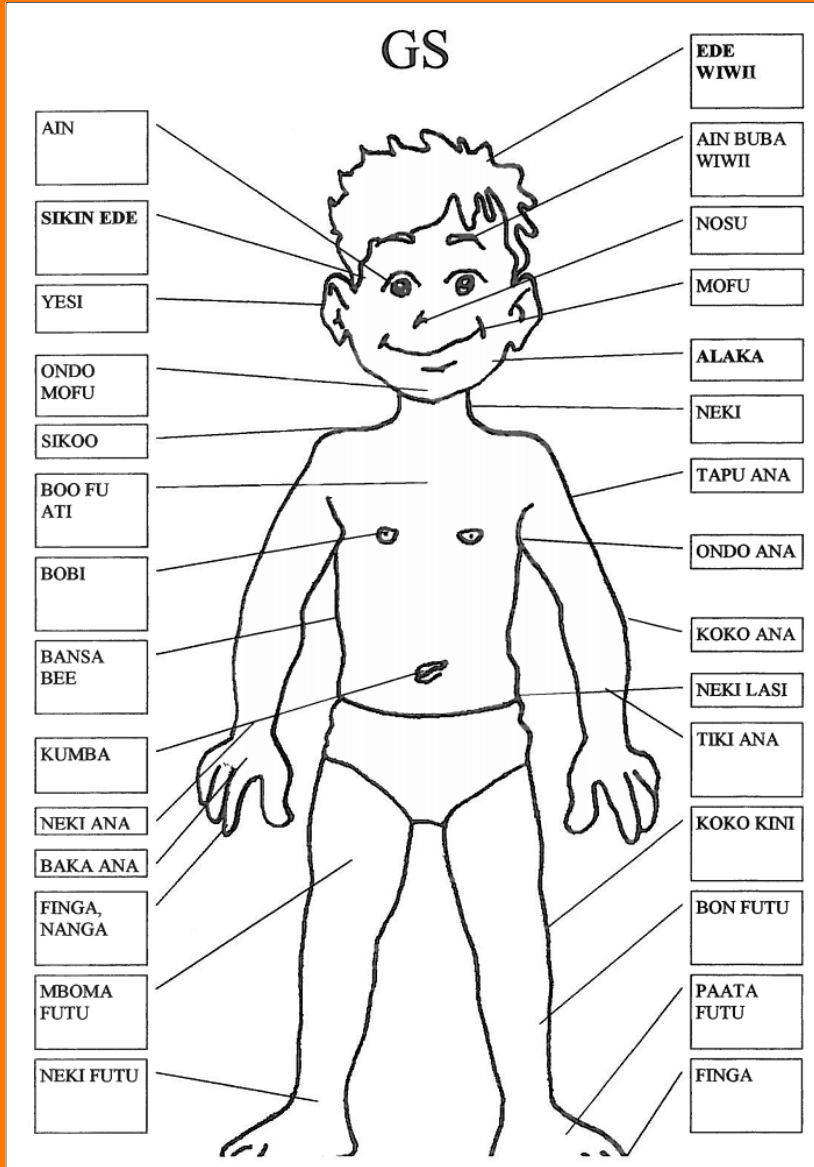 GS
AIN
SIKIN EDE
YESI
ONDO
MOFU
SIKOO
BOO FU
ATI
BOBI
BANSA
BEE
KUMBA
NEKI ANA
BAKA ANA
FINGA,
NANGA
MBOMA
FUTU
NEKI FUTU
EDE
WIWII
AIN BUBA
WIWII
NOSU
MOFU
ALAKA
NEKI
TAPU ANA
ONDO ANA
KOKO ANA
NEKI LASI
TIKI ANA
KOKO KINI
BON FUTU
PAATA
FUTU
FINGA